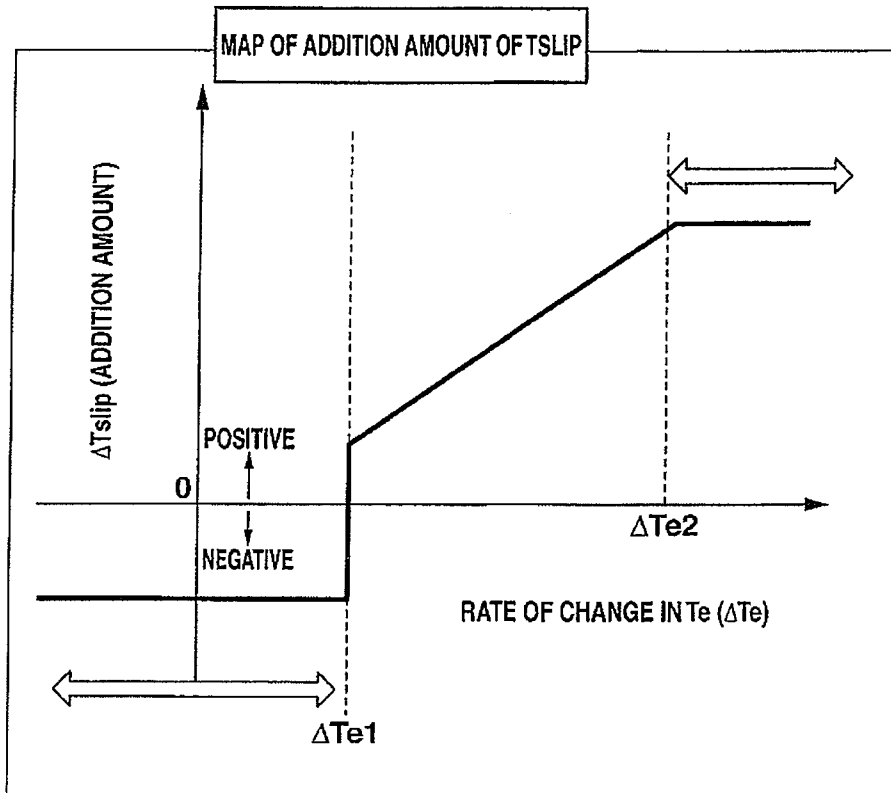 MAP OF ADDITION AMOUNT OF TSLIP
ΔTslip (ADDITION AMOUNT)
POSITIVE
0
NEGATIVE
ΔTe2
RATE OF CHANGE IN Te (ΔTe)
ΔTe1